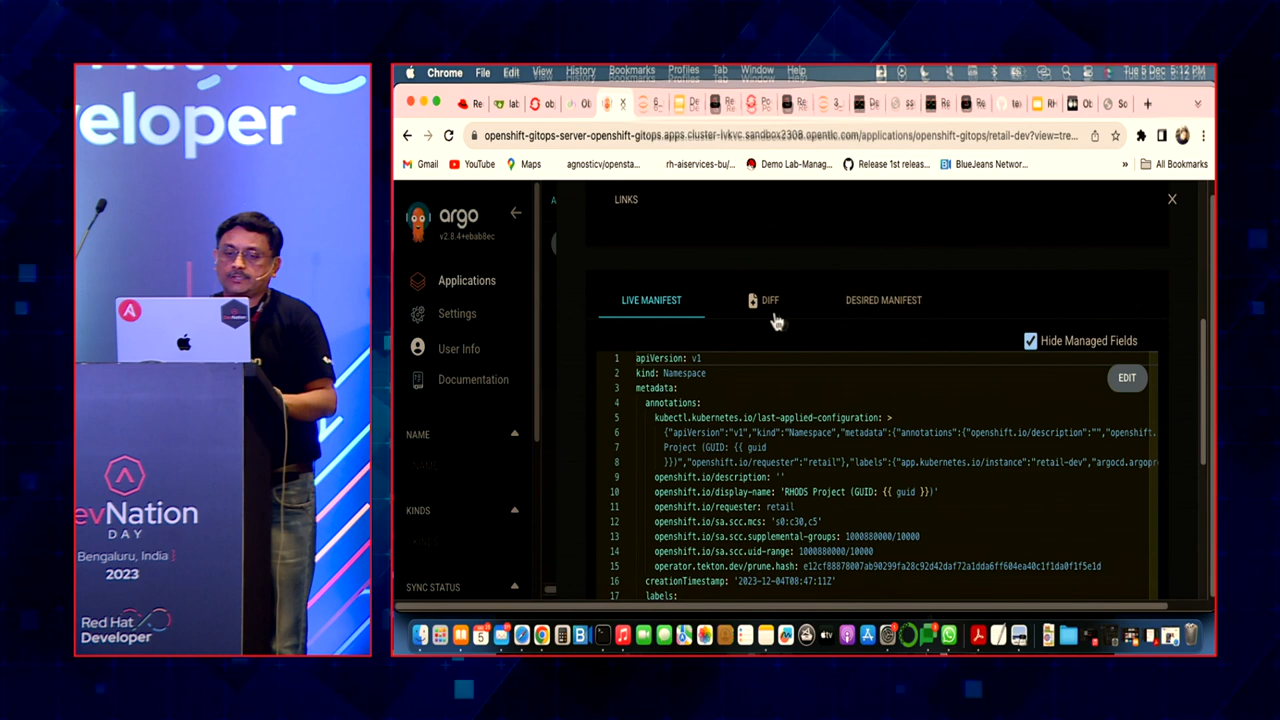 eloper
evNation
DAY
Bengaluru, India
2023
Red Hat
Developer
Chrome File Edit View History Bookmarks Profiles Tab Window Help
Tue 5 Dec 5:12 PM
openshift-gitops-server-openshift-gitops.apps.cluster-lvkvc.sandbox2308.opentlc.com/applications/openshift-gitops/retail-dev?view=tre...
Gmail YouTube Maps agnosticv/opensta... rh-aiservices-bu/... Demo Lab-Manag... Release 1st releas... BlueJeans Networ... » All Bookmarks
argo
v2.8.4+ebab8ec
Applications
Settings
User Info
Documentation
NAME
KINDS
SYNC STATUS
LINKS
LIVE MANIFEST DIFF DESIRED MANIFEST
Hide Managed Fields
EDIT
1 apiVersion: v1
2 kind: Namespace
3 metadata:
4 annotations:
5 kubectl.kubernetes.io/last-applied-configuration: >
6 {"apiVersion":"v1","kind":"Namespace","metadata":{"annotations":{"openshift.io/description":"","openshift.
7 Project (GUID: {{ guid
8 }})","openshift.io/requester":"retail"},"labels":{"app.kubernetes.io/instance":"retail-dev","argocd.argopr
9 openshift.io/description: ''
10 openshift.io/display-name: 'RHODS Project (GUID: {{ guid }})'
11 openshift.io/requester: retail
12 openshift.io/sa.scc.mcs: 's0:c30,c5'
13 openshift.io/sa.scc.supplemental-groups: 1000880000/10000
14 openshift.io/sa.scc.uid-range: 1000880000/10000
15 operator.tekton.dev/prune.hash: e12cf88878007ab90299fa28c92d42daf72a1dda6ff604ea40c1f1da0f1f5e1d
16 creationTimestamp: '2023-12-04T08:47:11Z'
17 labels: